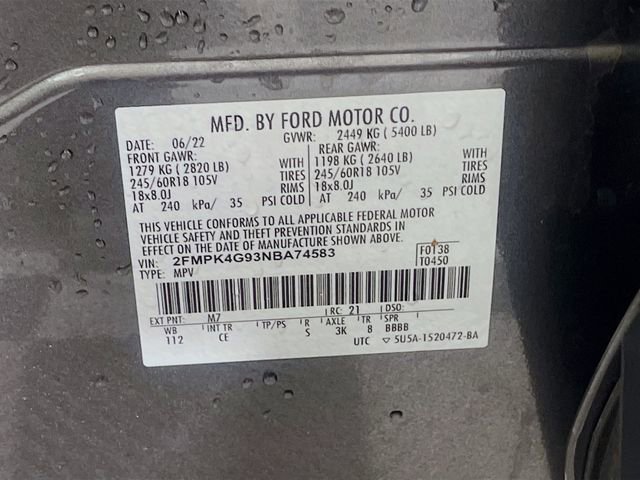 MFD. BY FORD MOTOR CO.
DATE: 06/22 GVWR: 2449 KG ( 5400 LB)
FRONT GAWR: REAR GAWR:
1279 KG ( 2820 LB) WITH 1198 KG ( 2640 LB) WITH
245/60R18 105V TIRES 245/60R18 105V TIRES
18x8.0J RIMS 18x8.0J RIMS
AT 240 kPa/ 35 PSI COLD AT 240 kPa/ 35 PSI COLD
THIS VEHICLE CONFORMS TO ALL APPLICABLE FEDERAL MOTOR
VEHICLE SAFETY AND THEFT PREVENTION STANDARDS IN
EFFECT ON THE DATE OF MANUFACTURE SHOWN ABOVE.
VIN: 2FMPK4G93NBA74583 F0138
TYPE: MPV T0450
EXT PNT: M7 RC: 21 DSO:
WB INT TR TP/PS R AXLE TR SPR
112 CE S 3K 8 BBBB
UTC ▽ 5U5A-1520472-BA